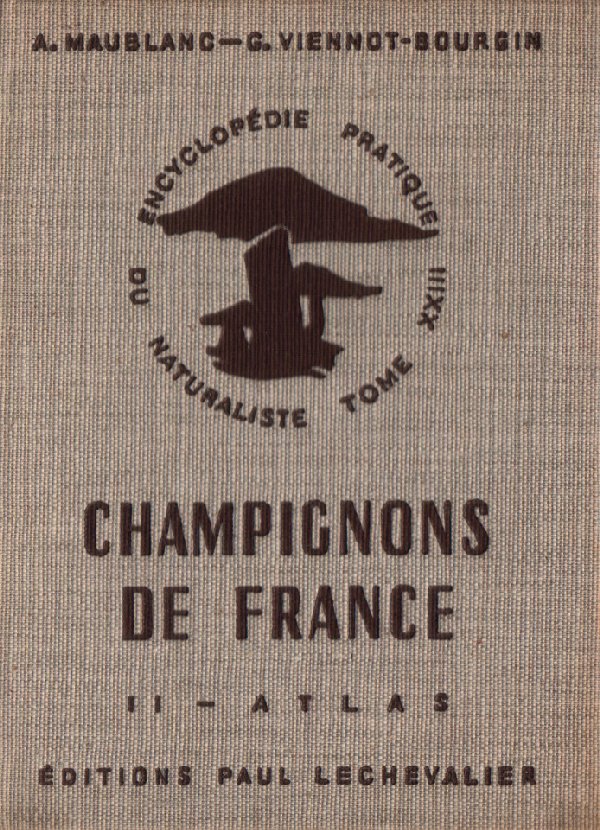 A. MAUBLANC—G. VIENNOT-BOURGIN
ENCYCLOPÉDIE PRATIQUE
DU NATURALISTE TOME XXIII
CHAMPIGNONS
DE FRANCE
II - ATLAS
ÉDITIONS PAUL LECHEVALIER